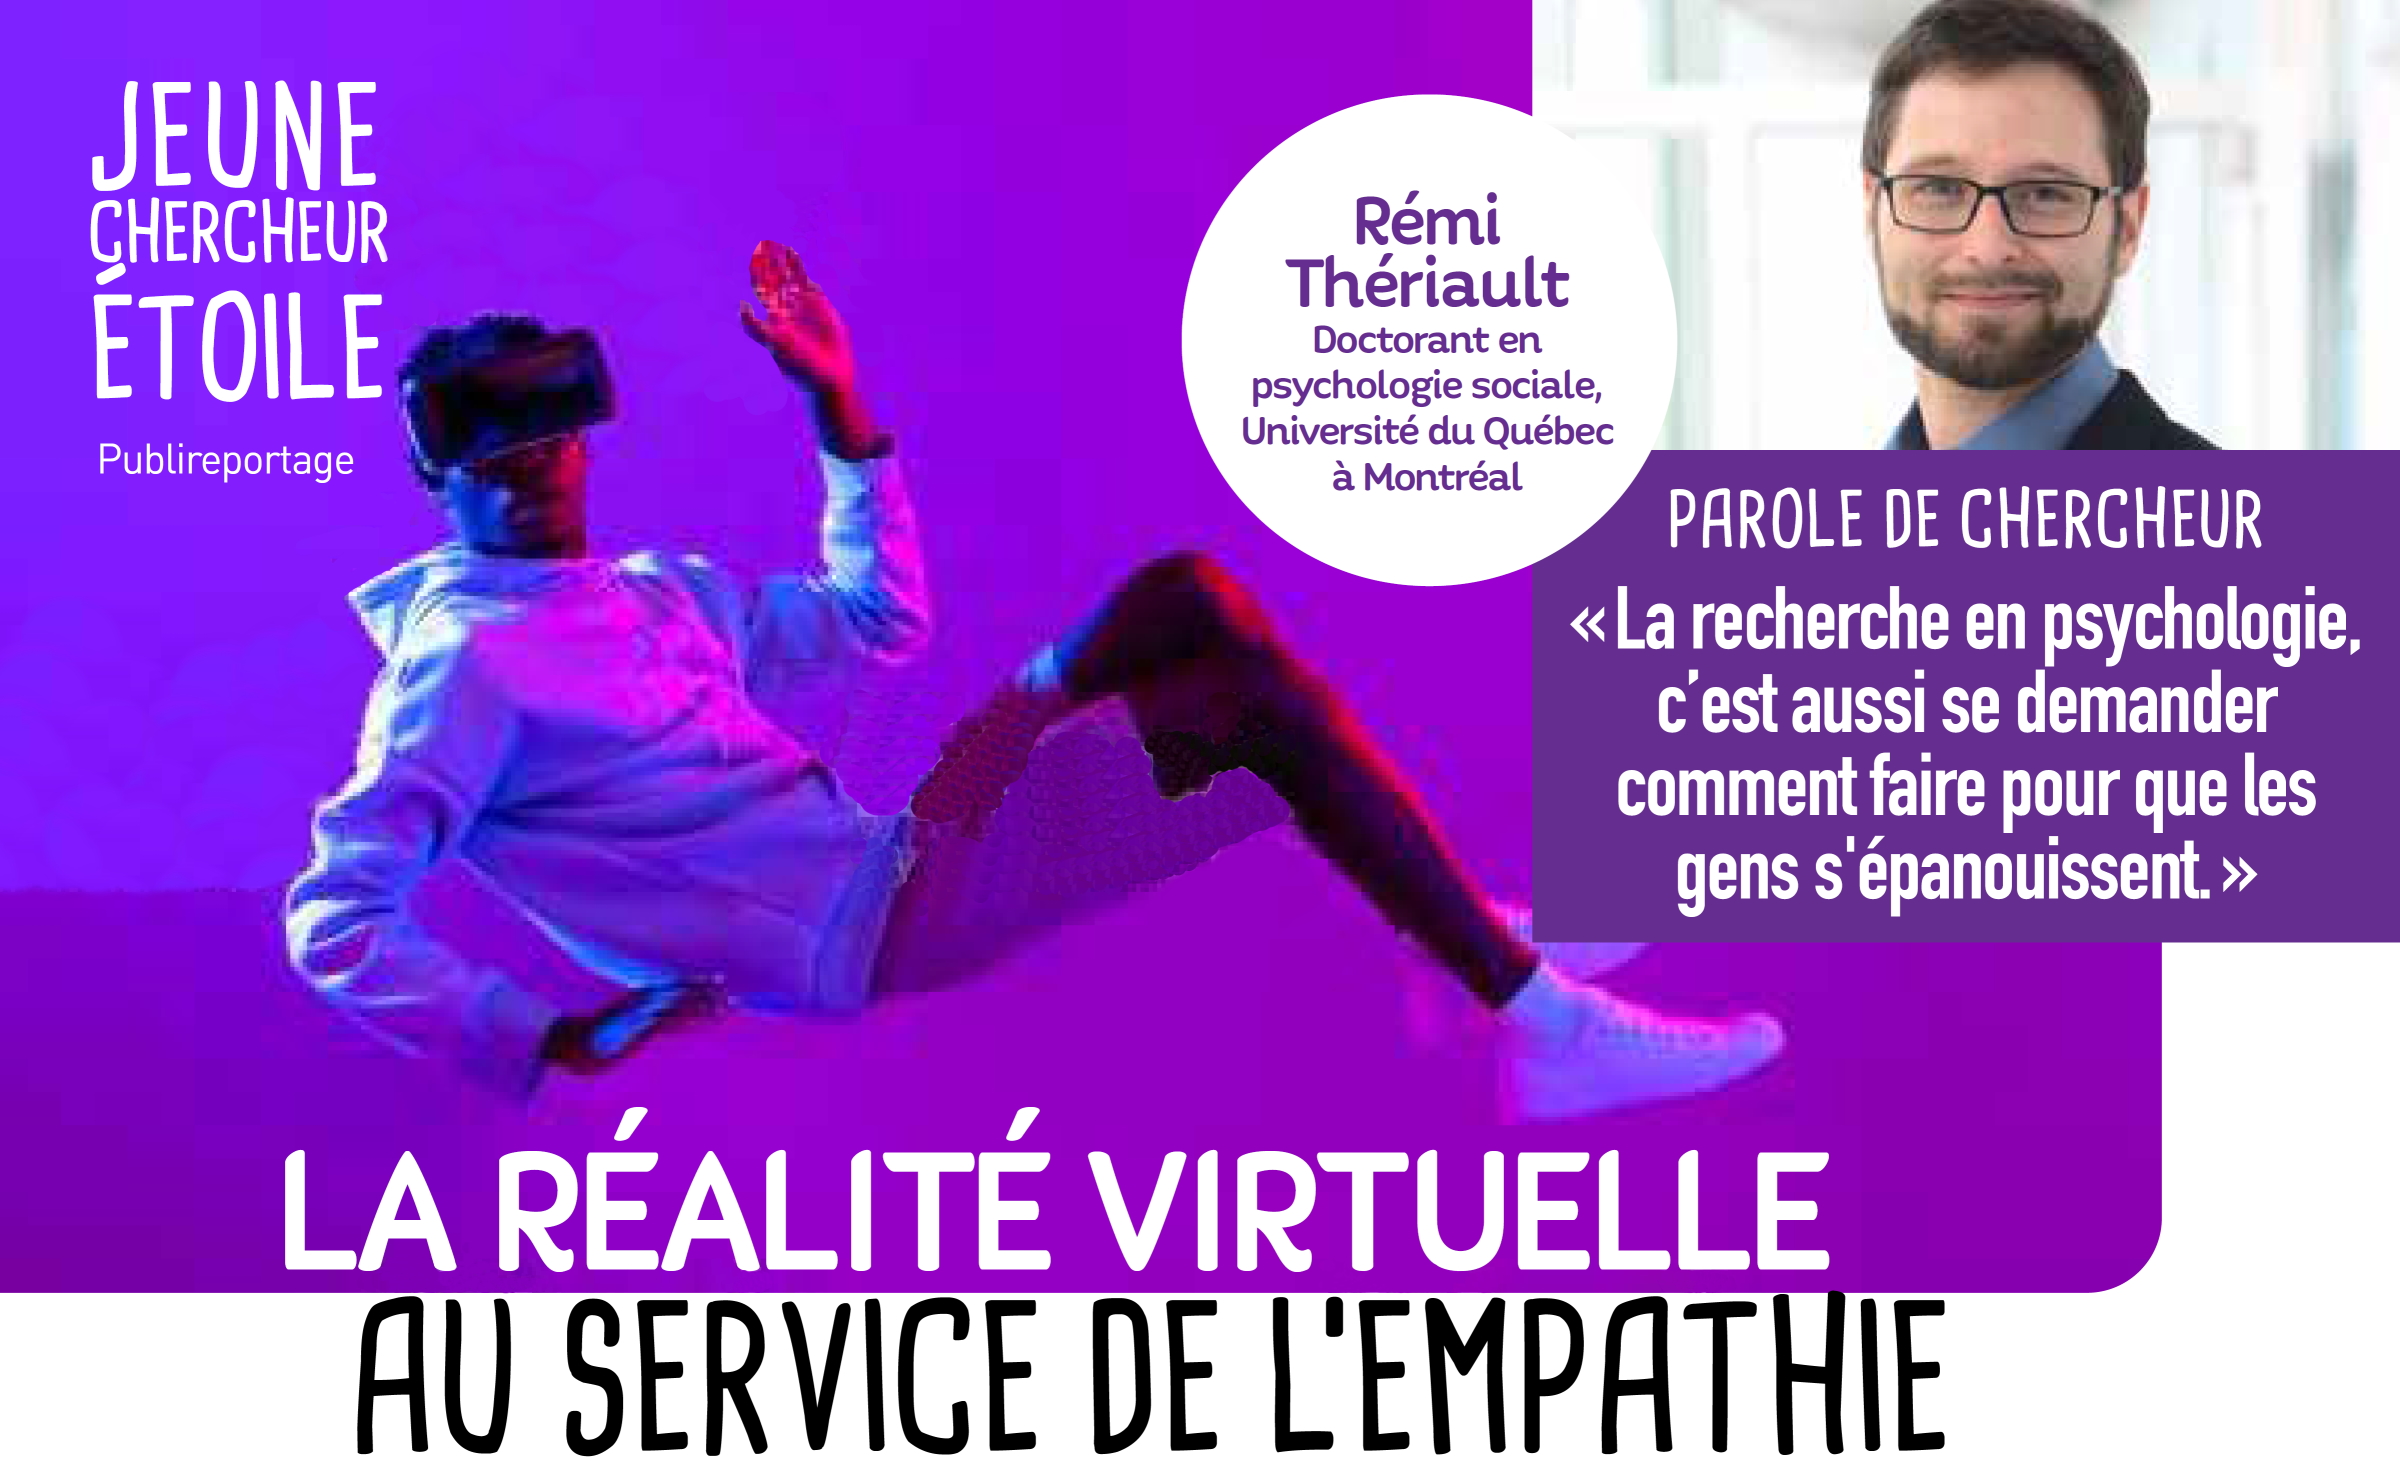 JEUNE
CHERCHEUR
ÉTOILE
Publireportage
Rémi
Thériault
Doctorant en
psychologie sociale,
Université du Québec
à Montréal
PAROLE DE CHERCHEUR
« La recherche en psychologie,
c'est aussi se demander
comment faire pour que les
gens s'épanouissent. »
LA RÉALITÉ VIRTUELLE
AU SERVICE DE L'EMPATHIE